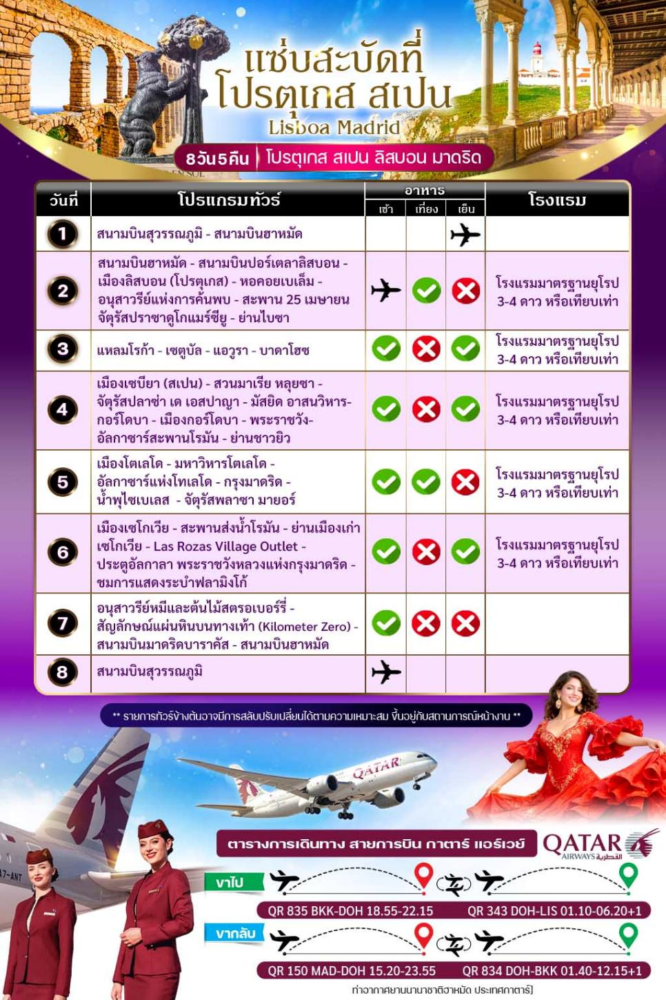 แซ่บสะบัดที่
โปรตุเกส สเปน
Lisboa Madrid
8วัน5คืน โปรตุเกส สเปน ลิสบอน มาดริด
วันที่ โปรแกรมทัวร์ อาหาร โรงแรม
เช้า เที่ยง เย็น
1 สนามบินสุวรรณภูมิ - สนามบินฮาหมัด
2 สนามบินฮาหมัด - สนามบินปอร์เตลาลิสบอน -
เมืองลิสบอน (โปรตุเกส) - หอคอยเบเล็ม -
อนุสาวรีย์แห่งการค้นพบ - สะพาน 25 เมษายน
จัตุรัสปราซาดูโกแมร์ซียู - ย่านไบซา
โรงแรมมาตรฐานยุโรป
3-4 ดาว หรือเทียบเท่า
3 แหลมโรก้า - เซตูบัล - แอวูรา - บาดาโฮซ
โรงแรมมาตรฐานยุโรป
3-4 ดาว หรือเทียบเท่า
4 เมืองเซบียา (สเปน) - สวนมาเรีย หลุยซา -
จัตุรัสปลาซ่า เด เอสปาญา - มัสยิด อาสนวิหาร-
กอร์โดบา - เมืองกอร์โดบา - พระราชวัง-
อัลกาซาร์สะพานโรมัน - ย่านชาวยิว
โรงแรมมาตรฐานยุโรป
3-4 ดาว หรือเทียบเท่า
5 เมืองโตเลโด - มหาวิหารโตเลโด -
อัลกาซาร์แห่งโทเลโด - กรุงมาดริด -
น้ำพุไซเบเลส - จัตุรัสพลาซา มายอร์
โรงแรมมาตรฐานยุโรป
3-4 ดาว หรือเทียบเท่า
6 เมืองเซโกเวีย - สะพานส่งน้ำโรมัน - ย่านเมืองเก่า
เซโกเวีย - Las Rozas Village Outlet -
ประตูอัลกาลา พระราชวังหลวงแห่งกรุงมาดริด -
ชมการแสดงระบำฟลามิงโก้
โรงแรมมาตรฐานยุโรป
3-4 ดาว หรือเทียบเท่า
7 อนุสาวรีย์หมีและต้นไม้สตรอเบอร์รี่ -
สัญลักษณ์แผ่นหินบนทางเท้า (Kilometer Zero) -
สนามบินมาดริดบาราคัส - สนามบินฮาหมัด
8 สนามบินสุวรรณภูมิ
** รายการทัวร์ข้างต้นอาจมีการสลับปรับเปลี่ยนได้ตามความเหมาะสม ขึ้นอยู่กับสถานการณ์หน้างาน **
QATAR
A7-ANT
ตารางการเดินทาง สายการบิน กาตาร์ แอร์เวย์
QATAR
AIRWAYS القطرية
ขาไป
QR 835 BKK-DOH 18.55-22.15 QR 343 DOH-LIS 01.10-06.20+1
ขากลับ
QR 150 MAD-DOH 15.20-23.55 QR 834 DOH-BKK 01.40-12.15+1
ท่าอากาศยานนานาชาติฮาหมัด ประเทศกาตาร์]